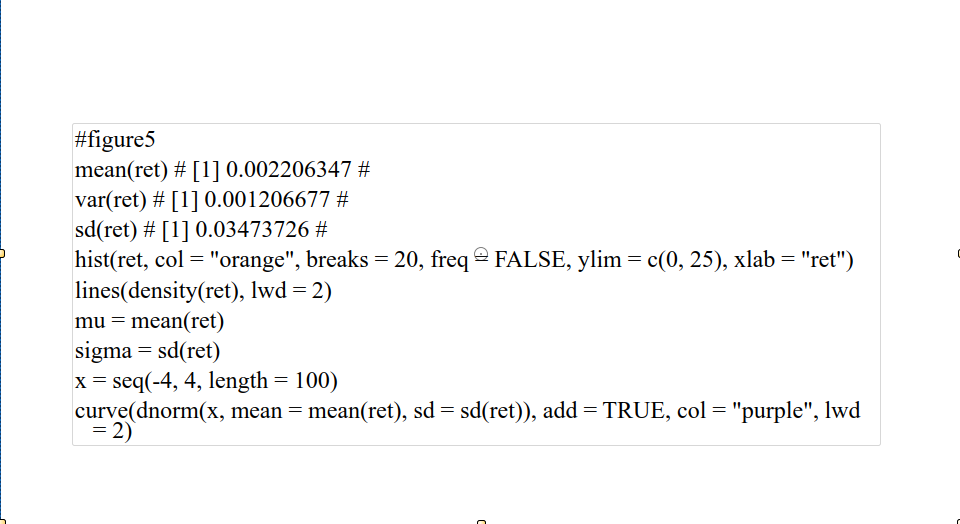 #figure5
mean(ret) # [1] 0.002206347 #
var(ret) # [1] 0.001206677 #
sd(ret) # [1] 0.03473726 #
hist(ret, col = "orange", breaks = 20, freq = FALSE, ylim = c(0, 25), xlab = "ret")
lines(density(ret), lwd = 2)
mu = mean(ret)
sigma = sd(ret)
x = seq(-4, 4, length = 100)
curve(dnorm(x, mean = mean(ret), sd = sd(ret)), add = TRUE, col = "purple", lwd
= 2)